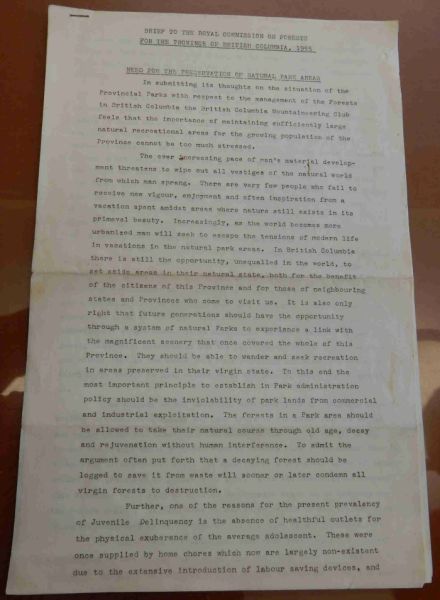 BRIEF TO THE ROYAL COMMISSION ON FORESTS
FOR THE PROVINCE OF BRITISH COLUMBIA, 1955
NEED FOR THE PRESERVATION OF NATURAL PARK AREAS
In submitting its thoughts on the situation of the
Provincial Parks with respect to the management of the Forests
in British Columbia the British Columbia Mountaineering Club
feels that the importance of maintaining sufficiently large
natural recreational areas for the growing population of the
Province cannot be too much stressed.
The ever increasing pace of man's material develop-
ment threatens to wipe out all vestiges of the natural world
from which man sprang. There are very few people who fail to
receive new vigour, enjoyment and often inspiration from a
vacation spent amidst areas where nature still exists in its
primeval beauty. Increasingly, as the world becomes more
urbanized man will seek to escape the tensions of modern life
in vacations in the natural park areas. In British Columbia
there is still the opportunity, unequalled in the world, to
set aside areas in their natural state, both for the benefit
of the citizens of this Province and for those of neighbouring
states and Provinces who come to visit us. It is also only
right that future generations should have the opportunity
through a system of natural Parks to experience a link with
the magnificent scenery that once covered the whole of this
Province. They should be able to wander and seek recreation
in areas preserved in their virgin state. To this end the
most important principle to establish in Park administration
policy should be the inviolability of park lands from commercial
and industrial exploitation. The forests in a Park area should
be allowed to take their natural course through old age, decay
and rejuvenation without human interference. To admit the
argument often put forth that a decaying forest should be
logged to save it from waste will sooner or later condemn all
virgin forests to destruction.
Further, one of the reasons for the present prevalency
of Juvenile Delinquency is the absence of healthful outlets for
the physical exuberance of the average adolescent. These were
once supplied by home chores which now are largely non-existent
due to the extensive introduction of labour saving devices, and